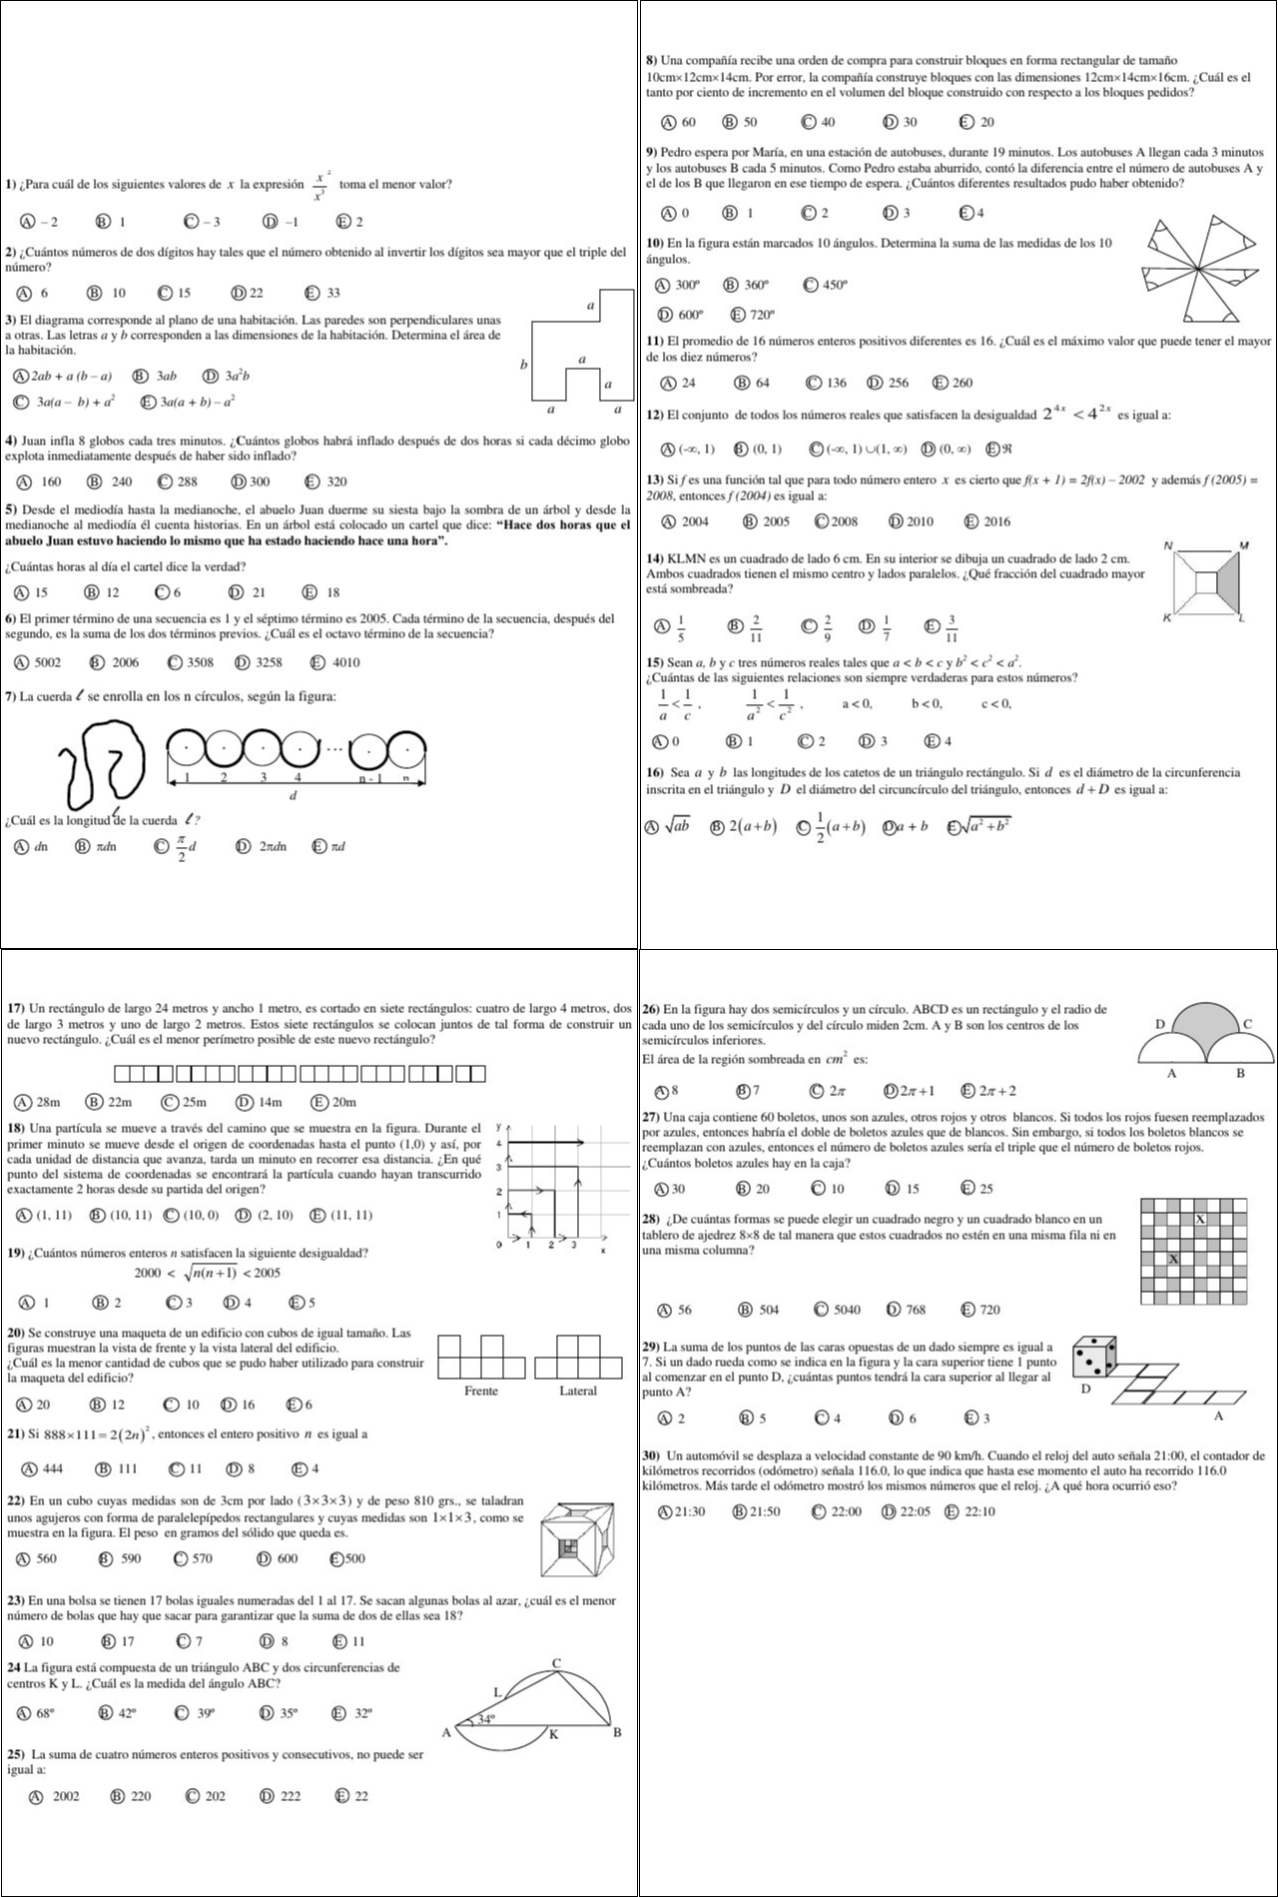 1) ¿Para cuál de los siguientes valores de x la expresión x² / x³ toma el menor valor?
Ⓐ – 2 Ⓑ 1 Ⓒ – 3 Ⓓ –1 Ⓔ 2
2) ¿Cuántos números de dos dígitos hay tales que el número obtenido al invertir los dígitos sea mayor que el triple del
número?
Ⓐ 6 Ⓑ 10 Ⓒ 15 Ⓓ 22 Ⓔ 33
3) El diagrama corresponde al plano de una habitación. Las paredes son perpendiculares unas
a otras. Las letras a y b corresponden a las dimensiones de la habitación. Determina el área de
la habitación.
Ⓐ 2ab + a (b – a) Ⓑ 3ab Ⓓ 3a²b
Ⓒ 3a(a – b) + a² Ⓔ 3a(a + b) – a²
a
b
a
a
a
a
4) Juan infla 8 globos cada tres minutos. ¿Cuántos globos habrá inflado después de dos horas si cada décimo globo
explota inmediatamente después de haber sido inflado?
Ⓐ 160 Ⓑ 240 Ⓒ 288 Ⓓ 300 Ⓔ 320
5) Desde el mediodía hasta la medianoche, el abuelo Juan duerme su siesta bajo la sombra de un árbol y desde la
medianoche al mediodía él cuenta historias. En un árbol está colocado un cartel que dice: “Hace dos horas que el
abuelo Juan estuvo haciendo lo mismo que ha estado haciendo hace una hora”.
¿Cuántas horas al día el cartel dice la verdad?
Ⓐ 15 Ⓑ 12 Ⓒ 6 Ⓓ 21 Ⓔ 18
6) El primer término de una secuencia es 1 y el séptimo término es 2005. Cada término de la secuencia, después del
segundo, es la suma de los dos términos previos. ¿Cuál es el octavo término de la secuencia?
Ⓐ 5002 Ⓑ 2006 Ⓒ 3508 Ⓓ 3258 Ⓔ 4010
7) La cuerda ℓ se enrolla en los n círculos, según la figura:
1 2 3 4 ... n - 1 n
d
ℓ
¿Cuál es la longitud de la cuerda ℓ ?
Ⓐ dn Ⓑ πdn Ⓒ π/2 d Ⓓ 2πdn Ⓔ πd
8) Una compañía recibe una orden de compra para construir bloques en forma rectangular de tamaño
10cm×12cm×14cm. Por error, la compañía construye bloques con las dimensiones 12cm×14cm×16cm. ¿Cuál es el
tanto por ciento de incremento en el volumen del bloque construido con respecto a los bloques pedidos?
Ⓐ 60 Ⓑ 50 Ⓒ 40 Ⓓ 30 Ⓔ 20
9) Pedro espera por María, en una estación de autobuses, durante 19 minutos. Los autobuses A llegan cada 3 minutos
y los autobuses B cada 5 minutos. Como Pedro estaba aburrido, contó la diferencia entre el número de autobuses A y
el de los B que llegaron en ese tiempo de espera. ¿Cuántos diferentes resultados pudo haber obtenido?
Ⓐ 0 Ⓑ 1 Ⓒ 2 Ⓓ 3 Ⓔ 4
10) En la figura están marcados 10 ángulos. Determina la suma de las medidas de los 10
ángulos.
Ⓐ 300º Ⓑ 360º Ⓒ 450º
Ⓓ 600º Ⓔ 720º
11) El promedio de 16 números enteros positivos diferentes es 16. ¿Cuál es el máximo valor que puede tener el mayor
de los diez números?
Ⓐ 24 Ⓑ 64 Ⓒ 136 Ⓓ 256 Ⓔ 260
12) El conjunto de todos los números reales que satisfacen la desigualdad 2⁴ˣ < 4²ˣ es igual a:
Ⓐ (-∞, 1) Ⓑ (0, 1) Ⓒ (-∞, 1) ∪(1, ∞) Ⓓ (0, ∞) Ⓔ ℜ
13) Si f es una función tal que para todo número entero x es cierto que f(x + 1) = 2f(x) – 2002 y además f (2005) =
2008, entonces f (2004) es igual a:
Ⓐ 2004 Ⓑ 2005 Ⓒ 2008 Ⓓ 2010 Ⓔ 2016
14) KLMN es un cuadrado de lado 6 cm. En su interior se dibuja un cuadrado de lado 2 cm.
Ambos cuadrados tienen el mismo centro y lados paralelos. ¿Qué fracción del cuadrado mayor
está sombreada?
N M
K L
Ⓐ 1/5 Ⓑ 2/11 Ⓒ 2/9 Ⓓ 1/7 Ⓔ 3/11
15) Sean a, b y c tres números reales tales que a < b < c y b² < c² < a².
¿Cuántas de las siguientes relaciones son siempre verdaderas para estos números?
1/a < 1/c , 1/a² < 1/c² , a < 0, b < 0, c < 0,
Ⓐ 0 Ⓑ 1 Ⓒ 2 Ⓓ 3 Ⓔ 4
16) Sea a y b las longitudes de los catetos de un triángulo rectángulo. Si d es el diámetro de la circunferencia
inscrita en el triángulo y D el diámetro del circuncírculo del triángulo, entonces d + D es igual a:
Ⓐ √ab Ⓑ 2(a+b) Ⓒ 1/2 (a+b) Ⓓ a + b Ⓔ √a² + b²
17) Un rectángulo de largo 24 metros y ancho 1 metro, es cortado en siete rectángulos: cuatro de largo 4 metros, dos
de largo 3 metros y uno de largo 2 metros. Estos siete rectángulos se colocan juntos de tal forma de construir un
nuevo rectángulo. ¿Cuál es el menor perímetro posible de este nuevo rectángulo?
Ⓐ 28m Ⓑ 22m Ⓒ 25m Ⓓ 14m Ⓔ 20m
18) Una partícula se mueve a través del camino que se muestra en la figura. Durante el
primer minuto se mueve desde el origen de coordenadas hasta el punto (1,0) y así, por
cada unidad de distancia que avanza, tarda un minuto en recorrer esa distancia. ¿En qué
punto del sistema de coordenadas se encontrará la partícula cuando hayan transcurrido
exactamente 2 horas desde su partida del origen?
Ⓐ (1, 11) Ⓑ (10, 11) Ⓒ (10, 0) Ⓓ (2, 10) Ⓔ (11, 11)
y
4
3
2
1
0 1 2 3 x
19) ¿Cuántos números enteros n satisfacen la siguiente desigualdad?
2000 < √n(n+1) < 2005
Ⓐ 1 Ⓑ 2 Ⓒ 3 Ⓓ 4 Ⓔ 5
20) Se construye una maqueta de un edificio con cubos de igual tamaño. Las
figuras muestran la vista de frente y la vista lateral del edificio.
¿Cuál es la menor cantidad de cubos que se pudo haber utilizado para construir
la maqueta del edificio?
Frente Lateral
Ⓐ 20 Ⓑ 12 Ⓒ 10 Ⓓ 16 Ⓔ 6
21) Si 888×111 = 2(2n)², entonces el entero positivo n es igual a
Ⓐ 444 Ⓑ 111 Ⓒ 11 Ⓓ 8 Ⓔ 4
22) En un cubo cuyas medidas son de 3cm por lado (3×3×3) y de peso 810 grs., se taladran
unos agujeros con forma de paralelepípedos rectangulares y cuyas medidas son 1×1×3, como se
muestra en la figura. El peso en gramos del sólido que queda es.
Ⓐ 560 Ⓑ 590 Ⓒ 570 Ⓓ 600 Ⓔ 500
23) En una bolsa se tienen 17 bolas iguales numeradas del 1 al 17. Se sacan algunas bolas al azar, ¿cuál es el menor
número de bolas que hay que sacar para garantizar que la suma de dos de ellas sea 18?
Ⓐ 10 Ⓑ 17 Ⓒ 7 Ⓓ 8 Ⓔ 11
24 La figura está compuesta de un triángulo ABC y dos circunferencias de
centros K y L. ¿Cuál es la medida del ángulo ABC?
Ⓐ 68º Ⓑ 42º Ⓒ 39º Ⓓ 35º Ⓔ 32º
C
L
34º
A K B
25) La suma de cuatro números enteros positivos y consecutivos, no puede ser
igual a:
Ⓐ 2002 Ⓑ 220 Ⓒ 202 Ⓓ 222 Ⓔ 22
26) En la figura hay dos semicírculos y un círculo. ABCD es un rectángulo y el radio de
cada uno de los semicírculos y del círculo miden 2cm. A y B son los centros de los
semicírculos inferiores.
El área de la región sombreada en cm² es:
D C
A B
Ⓐ 8 Ⓑ 7 Ⓒ 2π Ⓓ 2π + 1 Ⓔ 2π + 2
27) Una caja contiene 60 boletos, unos son azules, otros rojos y otros blancos. Si todos los rojos fuesen reemplazados
por azules, entonces habría el doble de boletos azules que de blancos. Sin embargo, si todos los boletos blancos se
reemplazan con azules, entonces el número de boletos azules sería el triple que el número de boletos rojos.
¿Cuántos boletos azules hay en la caja?
Ⓐ 30 Ⓑ 20 Ⓒ 10 Ⓓ 15 Ⓔ 25
28) ¿De cuántas formas se puede elegir un cuadrado negro y un cuadrado blanco en un
tablero de ajedrez 8×8 de tal manera que estos cuadrados no estén en una misma fila ni en
una misma columna?
X
X
Ⓐ 56 Ⓑ 504 Ⓒ 5040 Ⓓ 768 Ⓔ 720
29) La suma de los puntos de las caras opuestas de un dado siempre es igual a
7. Si un dado rueda como se indica en la figura y la cara superior tiene 1 punto
al comenzar en el punto D, ¿cuántas puntos tendrá la cara superior al llegar al
punto A?
D
A
Ⓐ 2 Ⓑ 5 Ⓒ 4 Ⓓ 6 Ⓔ 3
30) Un automóvil se desplaza a velocidad constante de 90 km/h. Cuando el reloj del auto señala 21:00, el contador de
kilómetros recorridos (odómetro) señala 116.0, lo que indica que hasta ese momento el auto ha recorrido 116.0
kilómetros. Más tarde el odómetro mostró los mismos números que el reloj. ¿A qué hora ocurrió eso?
Ⓐ 21:30 Ⓑ 21:50 Ⓒ 22:00 Ⓓ 22:05 Ⓔ 22:10